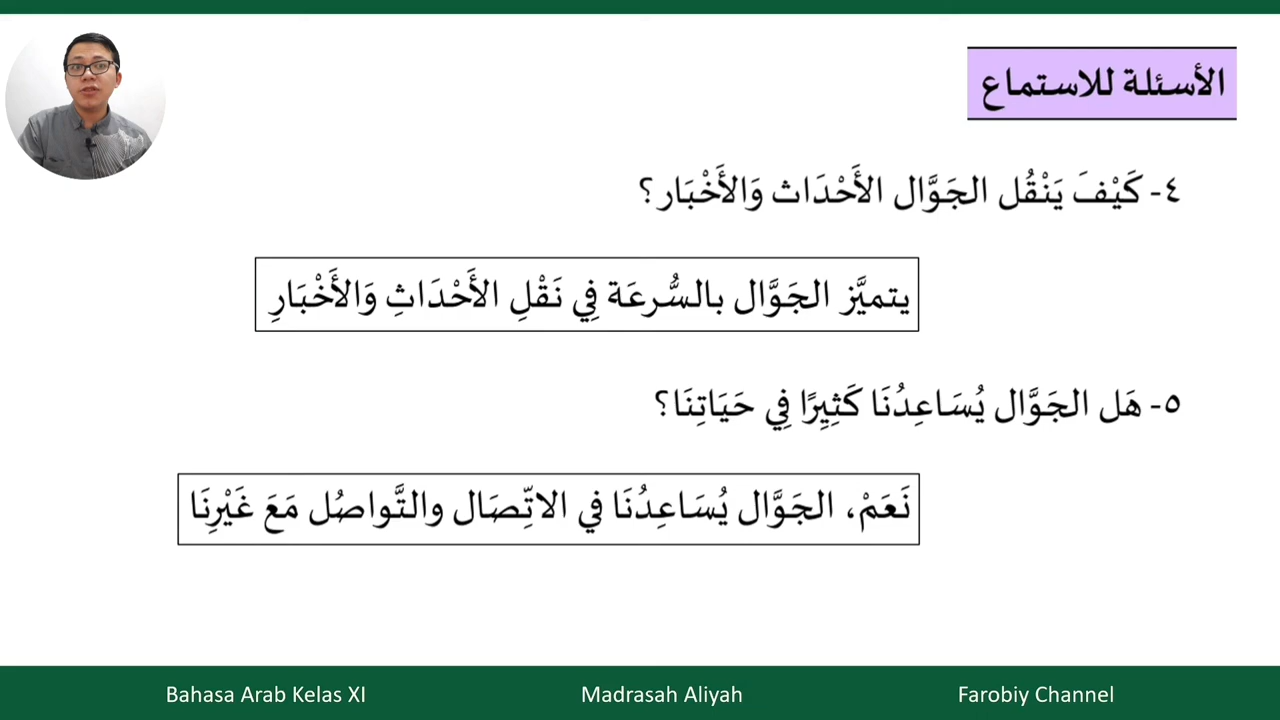 الأسئلة للاستماع
٤- كَيْفَ يَنْقُل الجَوَّال الأَحْدَاث وَالأَخْبَار؟
يتميَّز الجَوَّال بالسُّرعَة فِي نَقْلِ الأَحْدَاثِ وَالأَخْبَارِ
٥- هَل الجَوَّال يُسَاعِدُنَا كَثِيرًا فِي حَيَاتِنَا؟
نَعَمْ، الجَوَّال يُسَاعِدُنَا في الاتِّصَال والتَّواصُل مَعَ غَيْرِنَا
Bahasa Arab Kelas XI Madrasah Aliyah Farobiy Channel